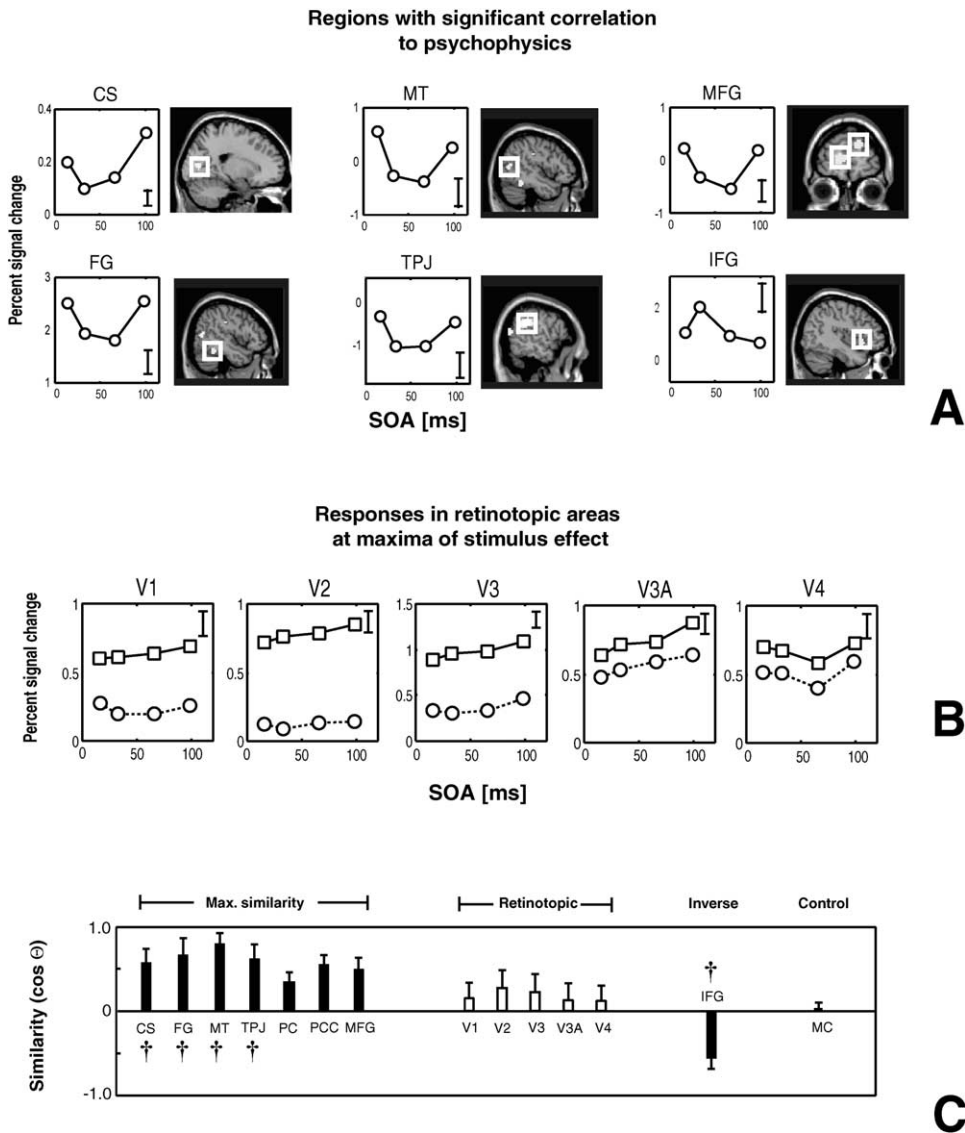 Regions with significant correlation
to psychophysics
CS
MT
MFG
Percent signal change
0.4
0.2
0
0
50
100
1
0
-1
0
50
100
1
0
-1
0
50
100
FG
TPJ
IFG
3
2
1
0
50
100
0
-1
0
50
100
2
0
0
50
100
SOA [ms]
A
Responses in retinotopic areas
at maxima of stimulus effect
V1
V2
V3
V3A
V4
Percent signal change
1
0.5
0
0
50
100
1
0.5
0
0
50
100
1.5
1
0.5
0
0
50
100
1
0.5
0
0
50
100
1
0.5
0
0
50
100
SOA [ms]
B
Max. similarity
Retinotopic
Inverse
Control
Similarity (cos Θ)
1.0
0
-1.0
CS FG MT TPJ PC PCC MFG
† † † †
V1 V2 V3 V3A V4
†
IFG
MC
C